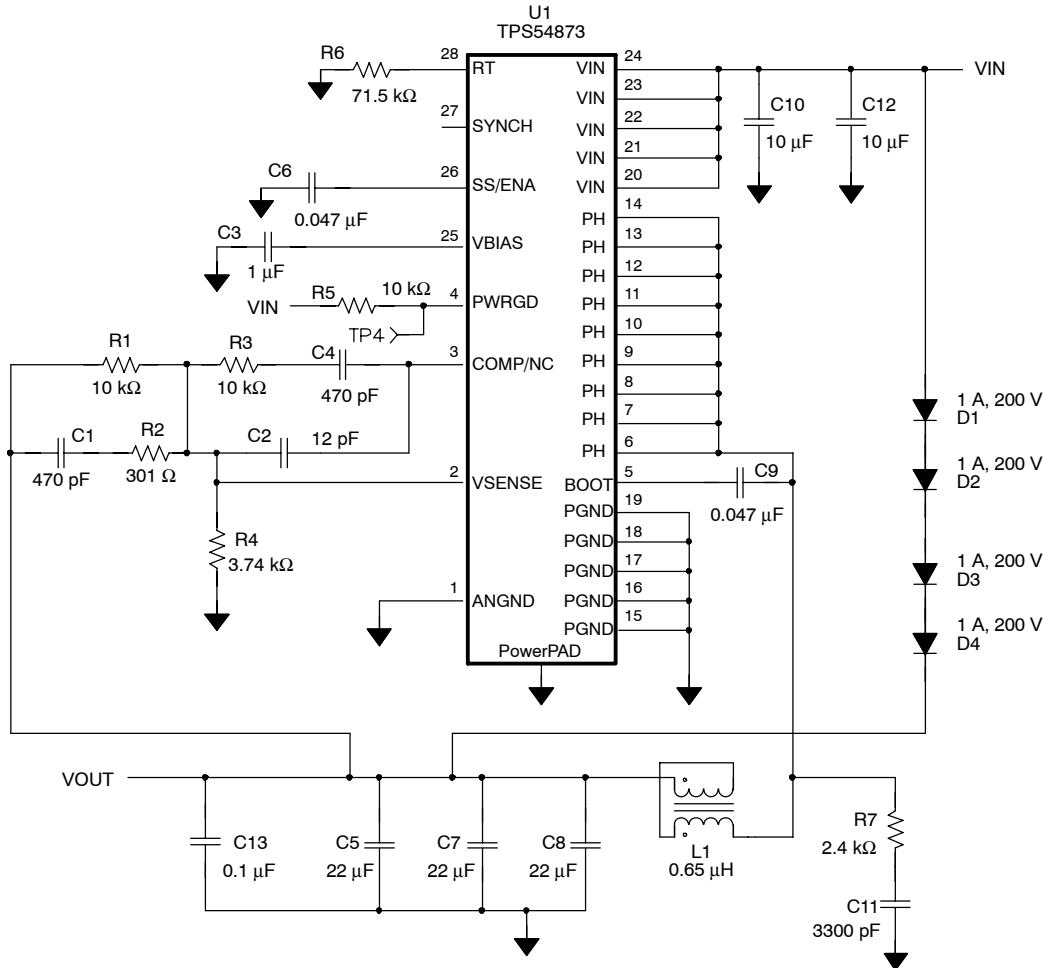 U1
TPS54873
R6
71.5 kΩ
28 RT
27 SYNCH
C6
0.047 µF
26 SS/ENA
C3
1 µF
25 VBIAS
VIN R5 10 kΩ
4 PWRGD
TP4
R1
10 kΩ
R3
10 kΩ
C4
470 pF
3 COMP/NC
C1
470 pF
R2
301 Ω
C2 12 pF
2 VSENSE
R4
3.74 kΩ
1 ANGND
PowerPAD
VIN 24
VIN 23
VIN 22
VIN 21
VIN 20
PH 14
PH 13
PH 12
PH 11
PH 10
PH 9
PH 8
PH 7
PH 6
BOOT 5
PGND 19
PGND 18
PGND 17
PGND 16
PGND 15
VIN
C10
10 µF
C12
10 µF
C9
0.047 µF
1 A, 200 V
D1
1 A, 200 V
D2
1 A, 200 V
D3
1 A, 200 V
D4
VOUT
C13
0.1 µF
C5
22 µF
C7
22 µF
C8
22 µF
L1
0.65 µH
R7
2.4 kΩ
C11
3300 pF